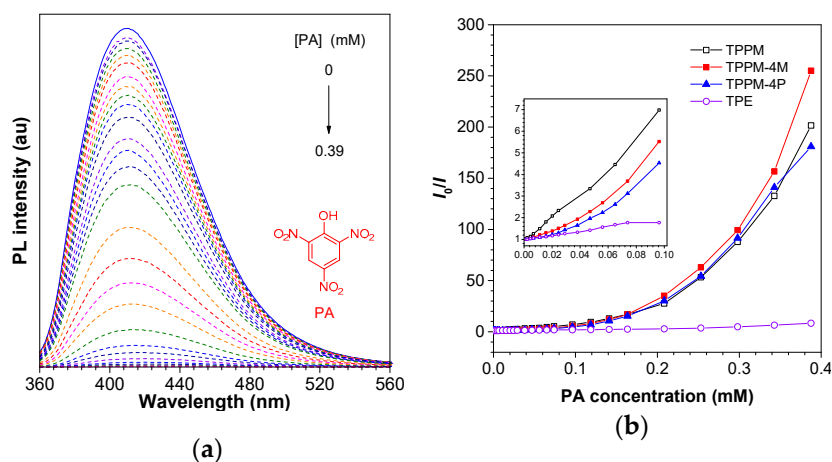 [PA] (mM)
0
0.39
OH
O₂N
NO₂
NO₂
PA
PL intensity (au)
360 400 440 480 520 560
Wavelength (nm)
(a)
TPPM
TPPM-4M
TPPM-4P
TPE
300
250
200
150
100
50
0
I₀/I
7
6
5
4
3
2
1
0.00 0.02 0.04 0.06 0.08 0.10
0.0 0.1 0.2 0.3 0.4
PA concentration (mM)
(b)